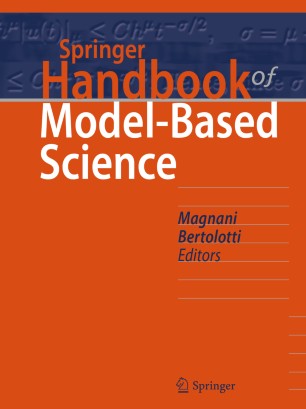 Springer
Handbook of
Model-Based
Science
Magnani
Bertolotti
Editors
Springer